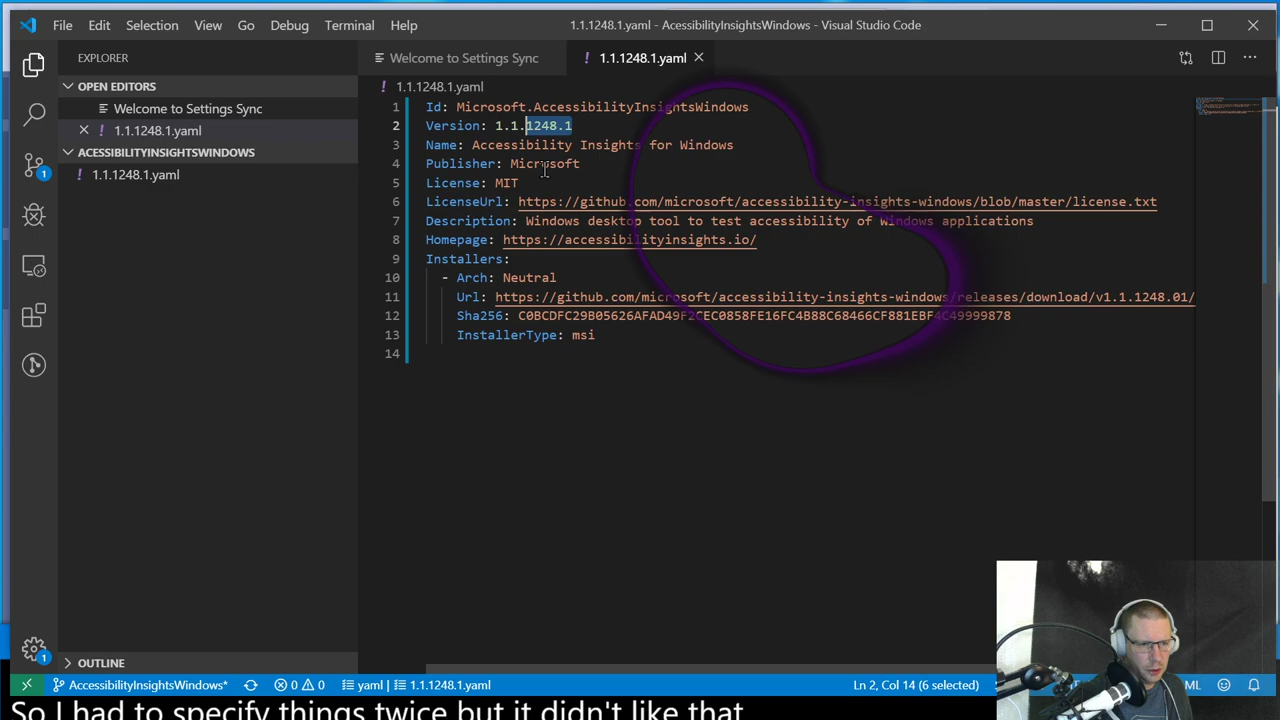 File Edit Selection View Go Debug Terminal Help
1.1.1248.1.yaml - AcessibilityInsightsWindows - Visual Studio Code
EXPLORER
OPEN EDITORS
Welcome to Settings Sync
1.1.1248.1.yaml
ACESSIBILITYINSIGHTSWINDOWS
1.1.1248.1.yaml
OUTLINE
Welcome to Settings Sync
1.1.1248.1.yaml
1.1.1248.1.yaml
1 Id: Microsoft.AccessibilityInsightsWindows
2 Version: 1.1.1248.1
3 Name: Accessibility Insights for Windows
4 Publisher: Microsoft
5 License: MIT
6 LicenseUrl: https://github.com/microsoft/accessibility-insights-windows/blob/master/license.txt
7 Description: Windows desktop tool to test accessibility of Windows applications
8 Homepage: https://accessibilityinsights.io/
9 Installers:
10 - Arch: Neutral
11 Url: https://github.com/microsoft/accessibility-insights-windows/releases/download/v1.1.1248.01/
12 Sha256: C0BCDFC29B05626AFAD49F2CEC0858FE16FC4B88C68466CF881EBF4C49999878
13 InstallerType: msi
14
1
1
AccessibilityInsightsWindows* 0 0 yaml | 1.1.1248.1.yaml Ln 2, Col 14 (6 selected) ML
So I had to specify things twice but it didn't like that